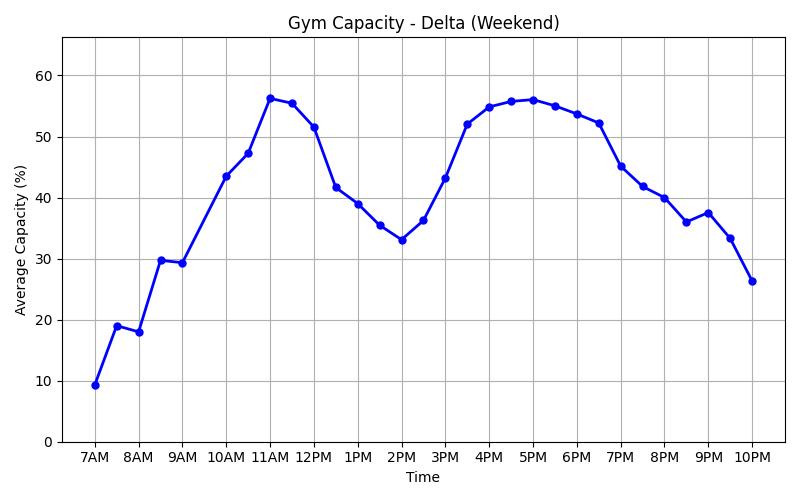 Gym Capacity - Delta (Weekend)
60
50
40
30
20
10
0
Average Capacity (%)
7AM 8AM 9AM 10AM 11AM 12PM 1PM 2PM 3PM 4PM 5PM 6PM 7PM 8PM 9PM 10PM
Time